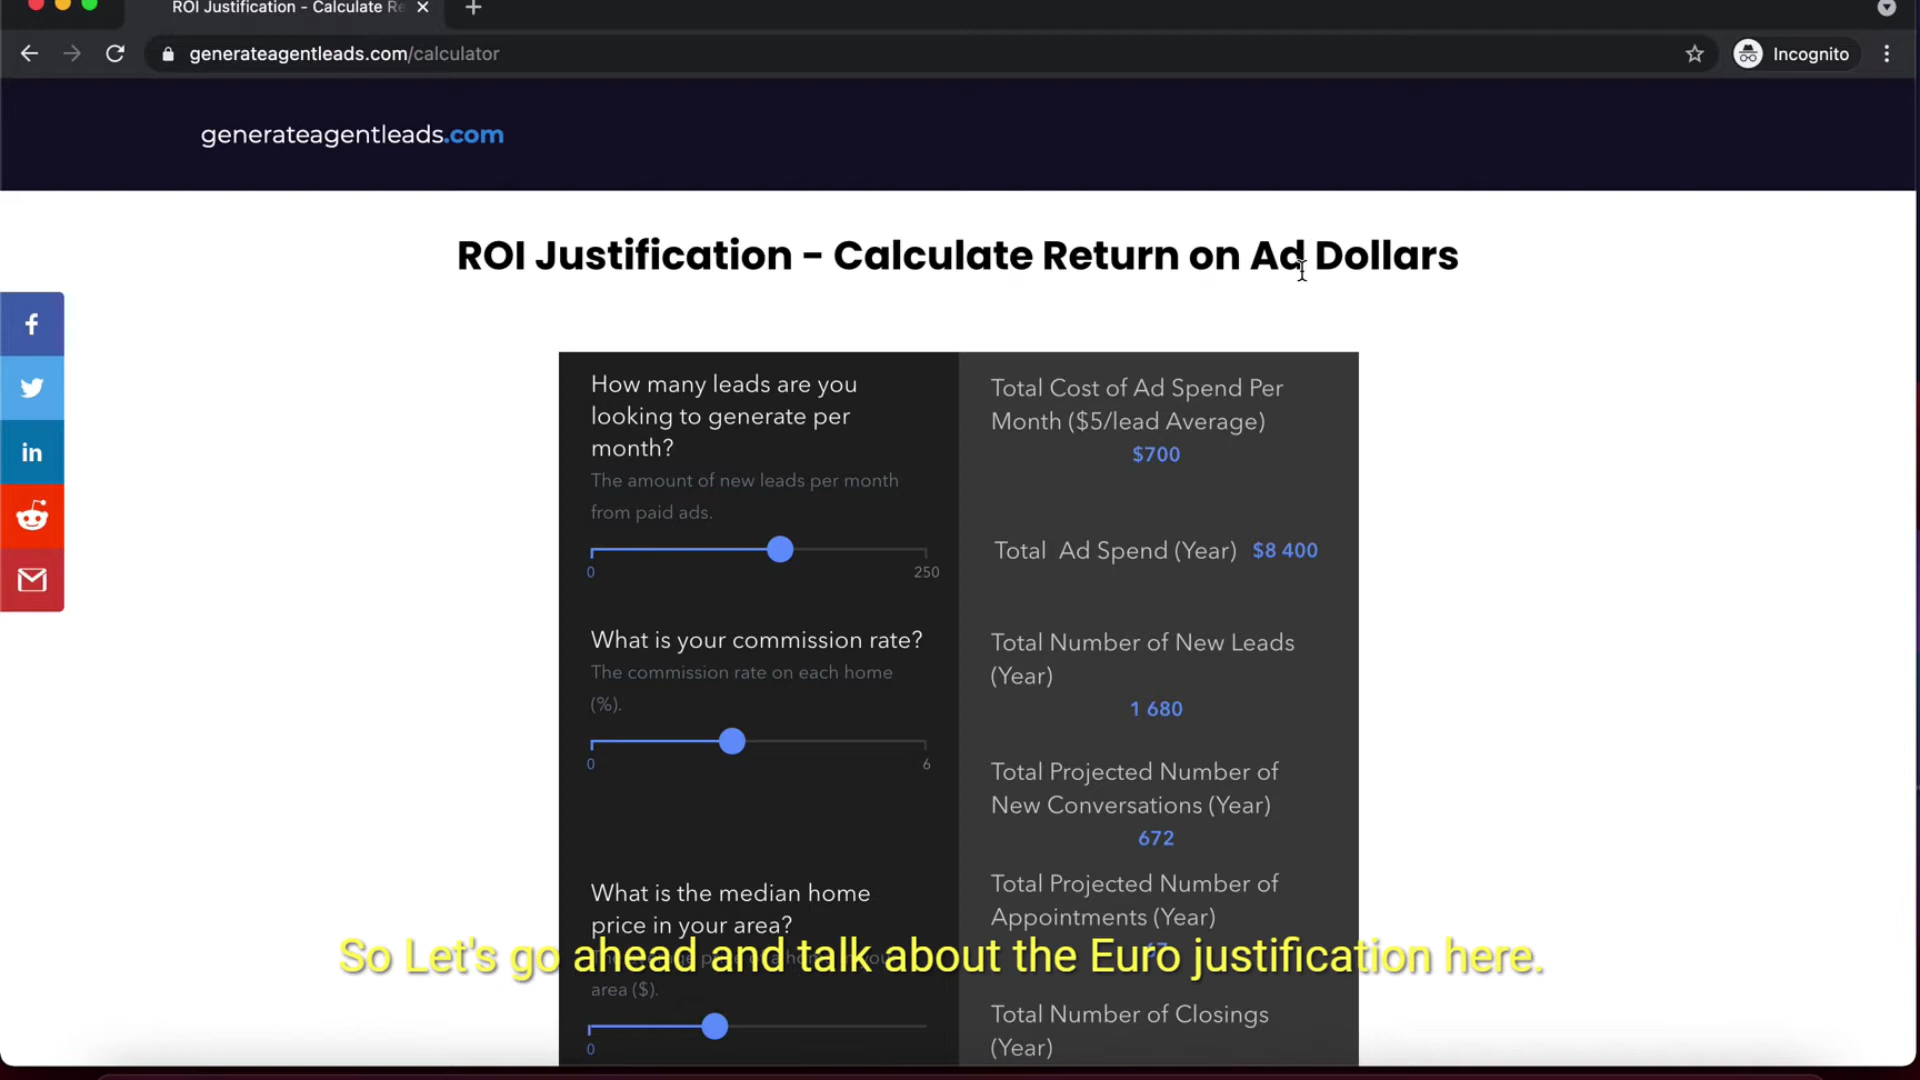 ROI Justification - Calculate Re
generateagentleads.com/calculator
Incognito
generateagentleads.com
ROI Justification - Calculate Return on Ad Dollars
How many leads are you
looking to generate per
month?
The amount of new leads per month
from paid ads.
0
250
What is your commission rate?
The commission rate on each home
(%).
0
6
What is the median home
price in your area?
area ($).
0
Total Cost of Ad Spend Per
Month ($5/lead Average)
$700
Total Ad Spend (Year) $8 400
Total Number of New Leads
(Year)
1 680
Total Projected Number of
New Conversations (Year)
672
Total Projected Number of
Appointments (Year)
Total Number of Closings
(Year)
So Let's go ahead and talk about the Euro justification here.